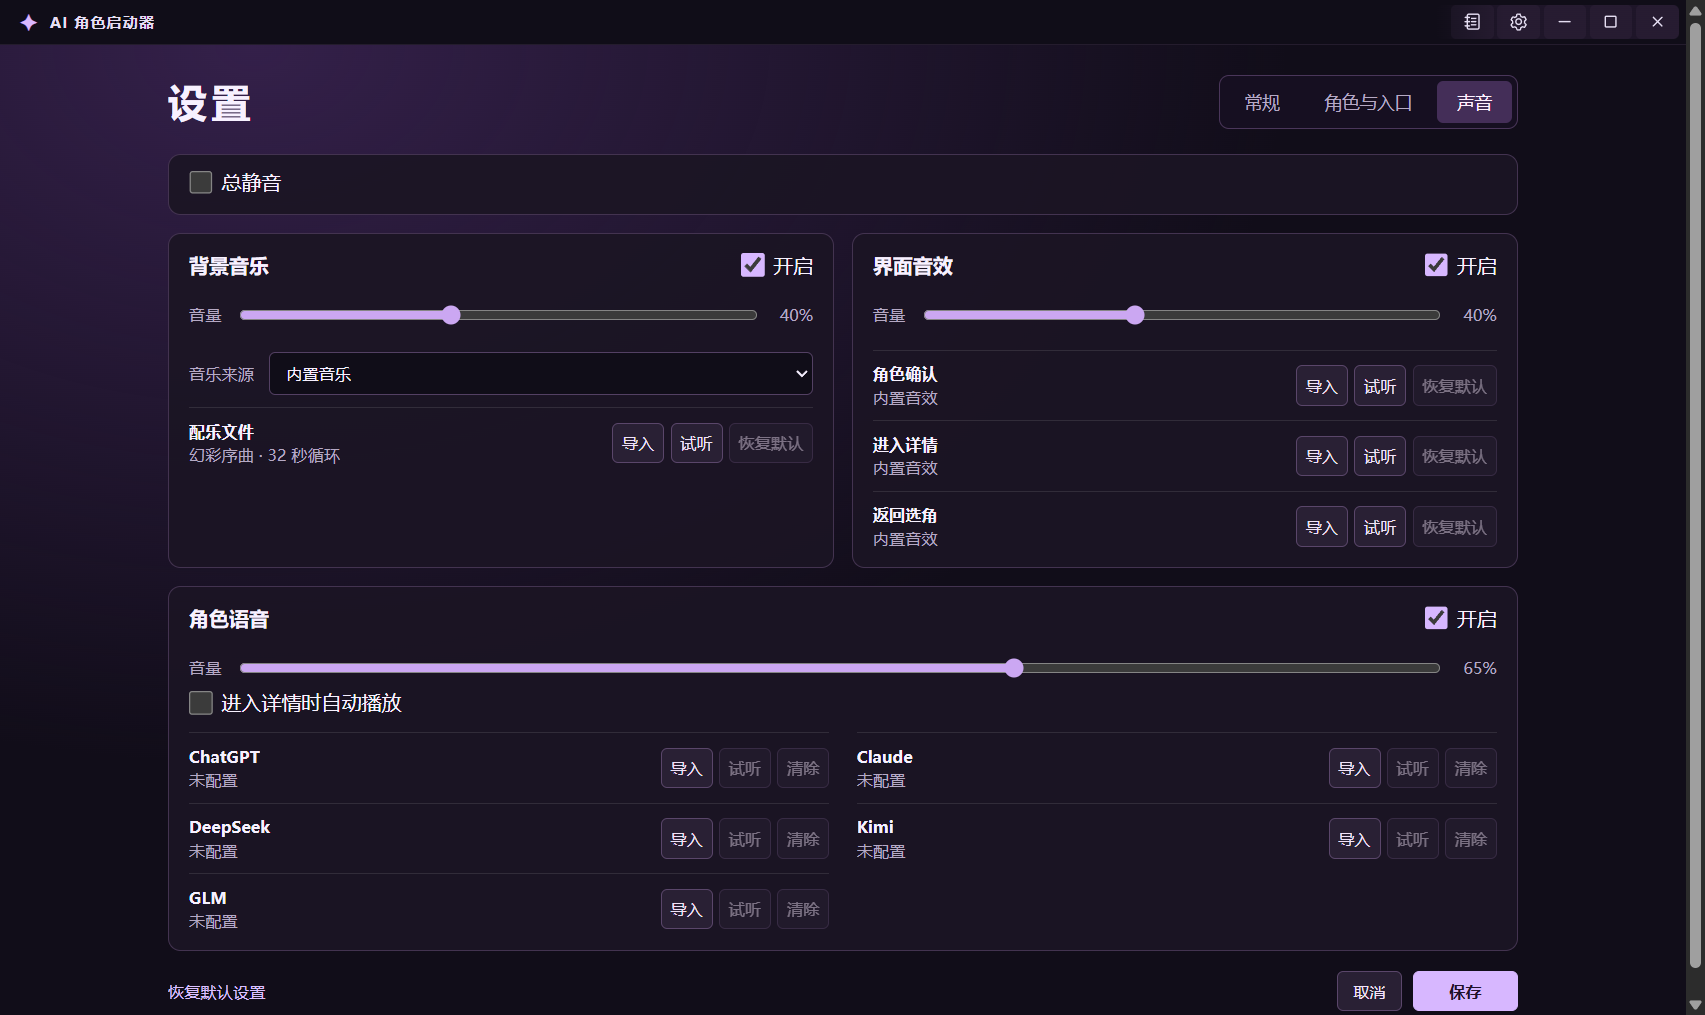 AI 角色启动器
设置
常规 角色与入口 声音
总静音
背景音乐 开启
音量 40%
音乐来源 内置音乐
配乐文件
幻彩序曲 · 32 秒循环
导入 试听 恢复默认
界面音效 开启
音量 40%
角色确认
内置音效
导入 试听 恢复默认
进入详情
内置音效
导入 试听 恢复默认
返回选角
内置音效
导入 试听 恢复默认
角色语音 开启
音量 65%
进入详情时自动播放
ChatGPT
未配置
导入 试听 清除
Claude
未配置
导入 试听 清除
DeepSeek
未配置
导入 试听 清除
Kimi
未配置
导入 试听 清除
GLM
未配置
导入 试听 清除
恢复默认设置 取消 保存